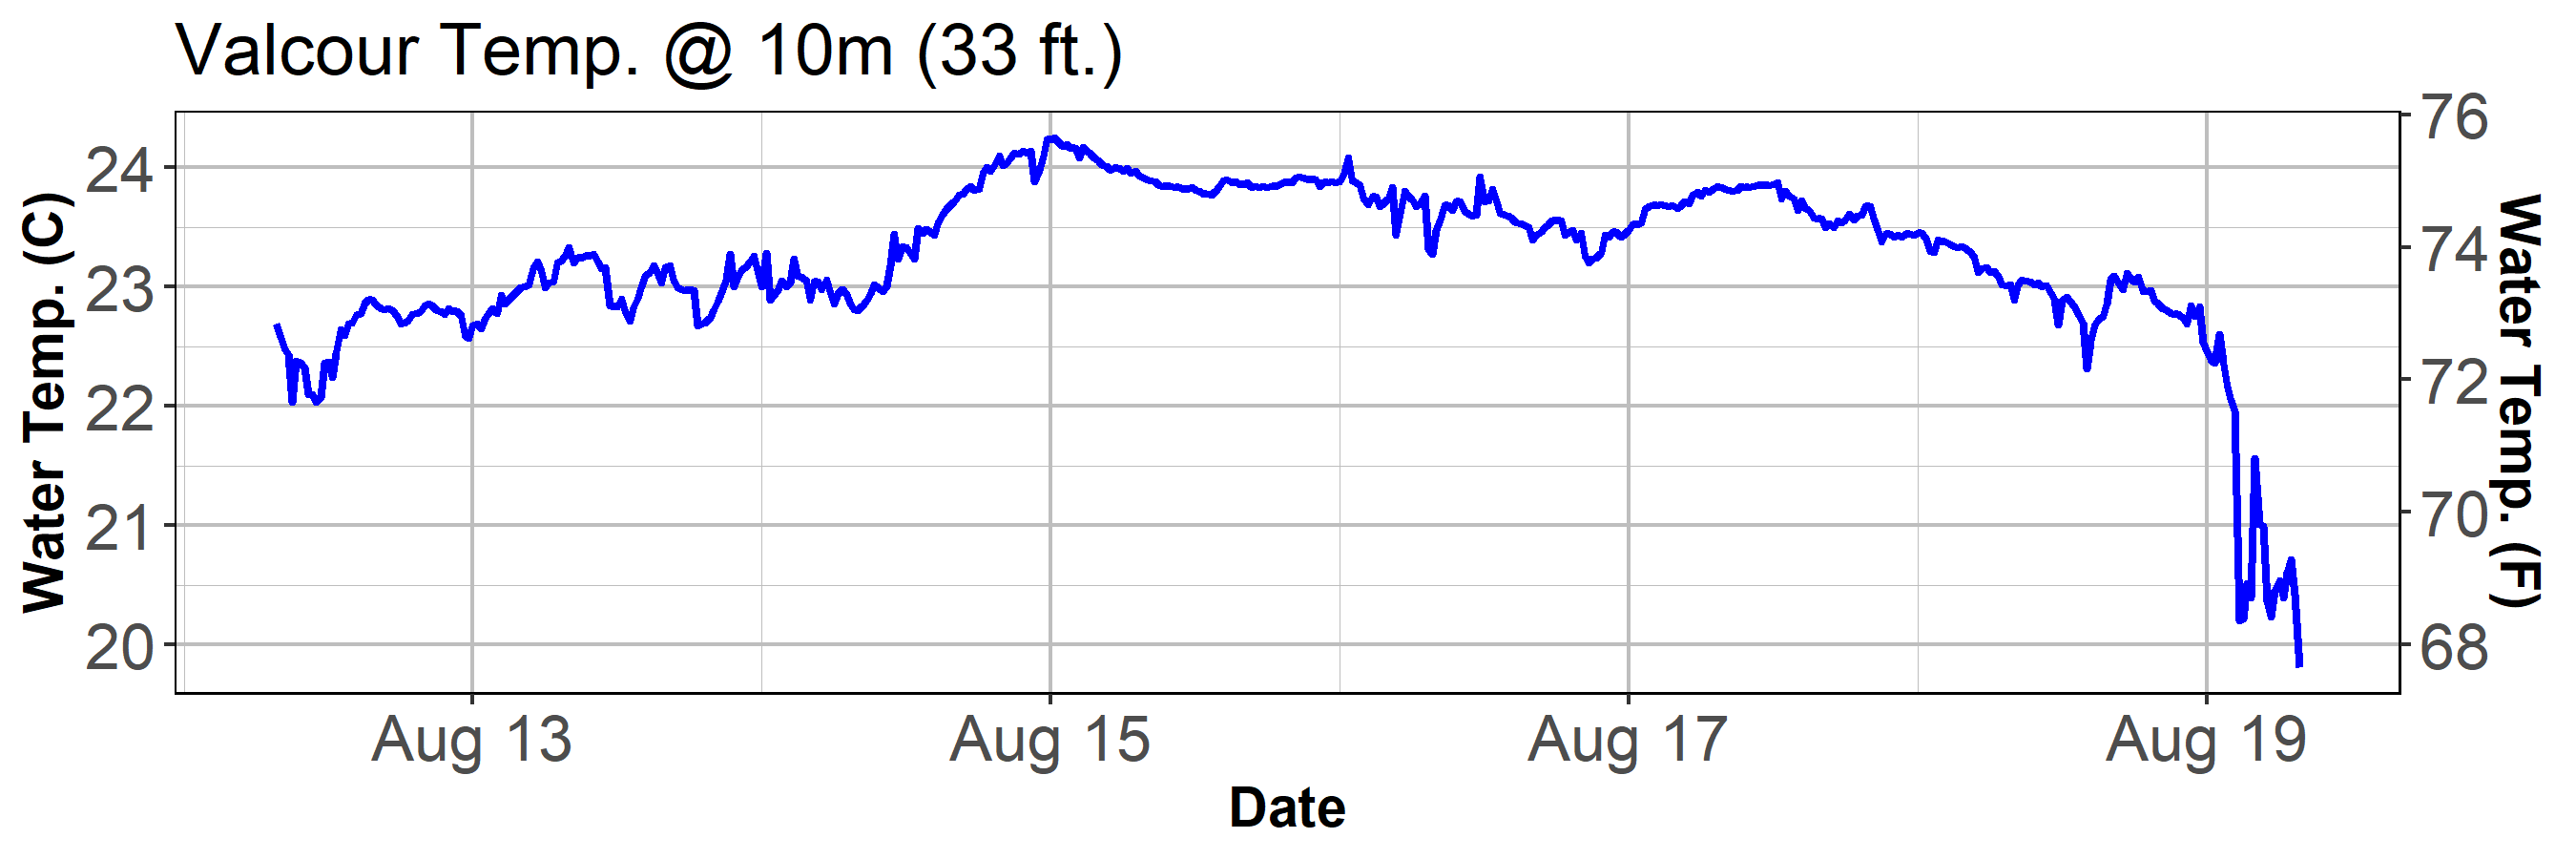 Valcour Temp. @ 10m (33 ft.)
Water Temp. (C)
24
23
22
21
20
76
74
72
70
68
Water Temp. (F)
Aug 13 Aug 15 Aug 17 Aug 19
Date